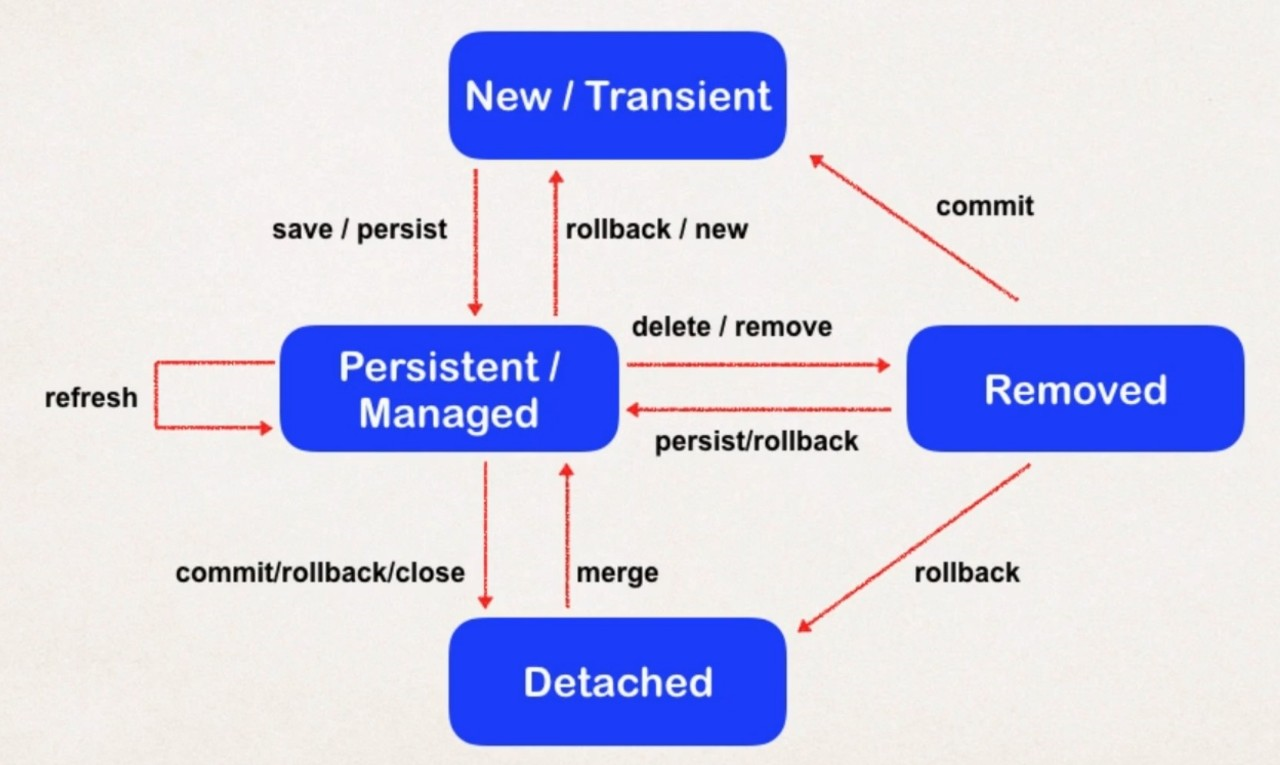 New / Transient
commit
save / persist
rollback / new
delete / remove
Persistent /
Managed
Removed
refresh
persist/rollback
commit/rollback/close
merge
rollback
Detached